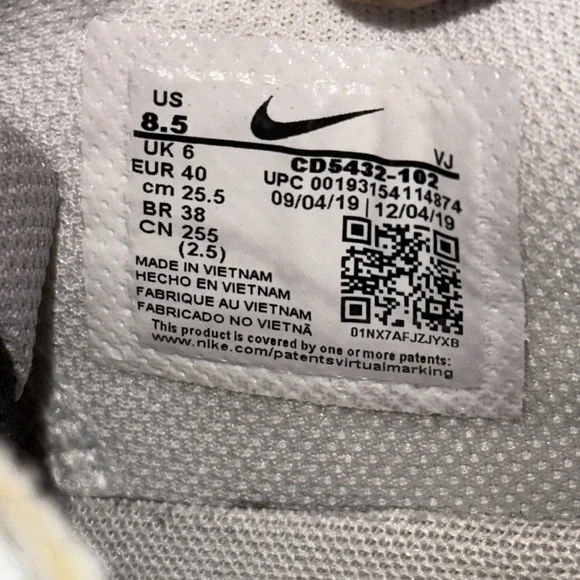 US
8.5
UK 6
EUR 40
cm 25.5
BR 38
CN 255
(2.5)
VJ
CD5432-102
UPC 00193154114874
09/04/19 | 12/04/19
01NX7AFJZJYXB
MADE IN VIETNAM
HECHO EN VIETNAM
FABRIQUE AU VIETNAM
FABRICADO NO VIETNÃ
This product is covered by one or more patents:
www.nike.com/patentsvirtualmarking